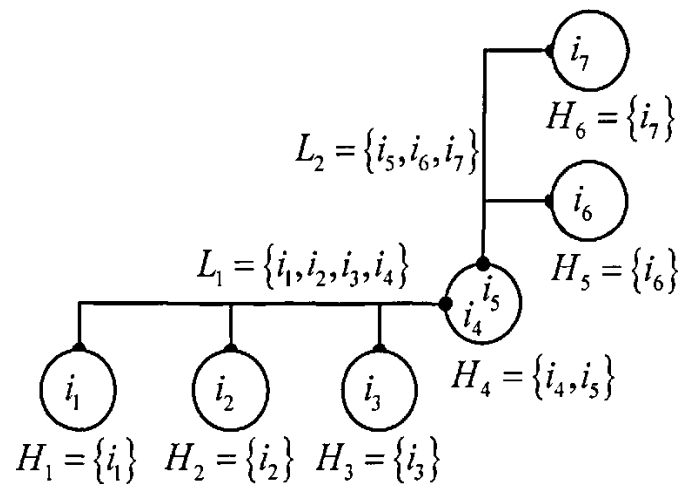 i₇
H₆ = {i₇}
L₂ = {i₅, i₆, i₇}
i₆
H₅ = {i₆}
L₁ = {i₁, i₂, i₃, i₄}
i₅
i₄
H₄ = {i₄, i₅}
i₁ i₂ i₃
H₁ = {i₁} H₂ = {i₂} H₃ = {i₃}